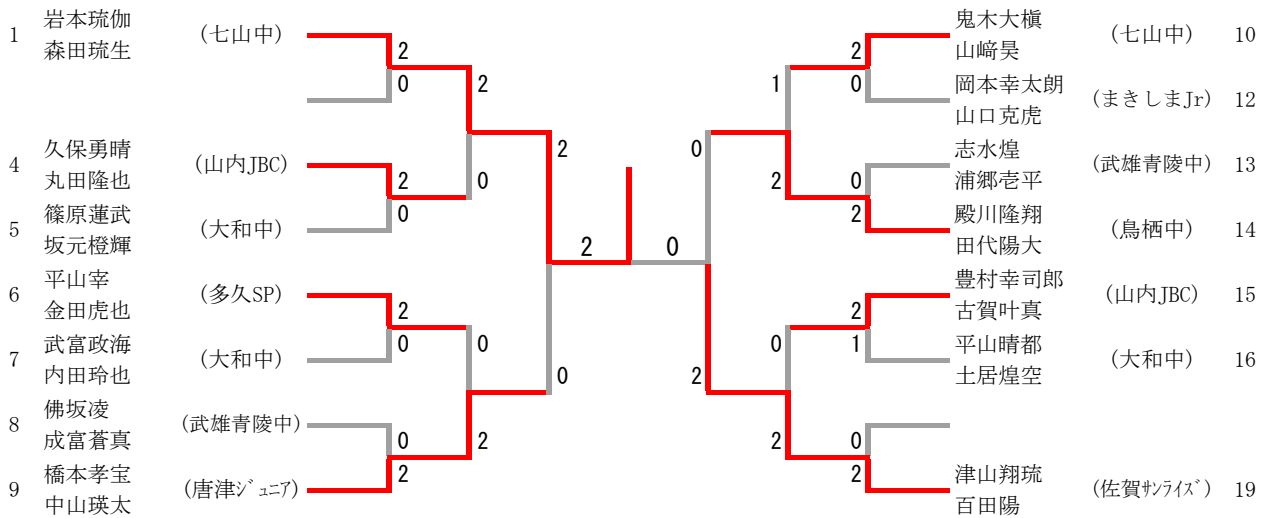 1 岩本琉伽 森田琉生 (七山中)
2
0
2
4 久保勇晴 丸田隆也 (山内JBC)
2
0
0
5 篠原蓮武 坂元橙輝 (大和中)
2
2
6 平山宰 金田虎也 (多久SP)
2
0
0
7 武富政海 内田玲也 (大和中)
0
8 佛坂凌 成富蒼真 (武雄青陵中)
0
2
2
9 橋本孝宝 中山瑛太 (唐津ｼﾞｭﾆｱ)
鬼木大槇 山﨑昊 (七山中) 10
2
0
1
岡本幸太朗 山口克虎 (まきしまJr) 12
0
志水煌 浦郷壱平 (武雄青陵中) 13
0
2
2
殿川隆翔 田代陽大 (鳥栖中) 14
0
豊村幸司郎 古賀叶真 (山内JBC) 15
2
1
0
平山晴都 土居煌空 (大和中) 16
2
0
2
2
津山翔琉 百田陽 (佐賀ｻﾝﾗｲｽﾞ) 19